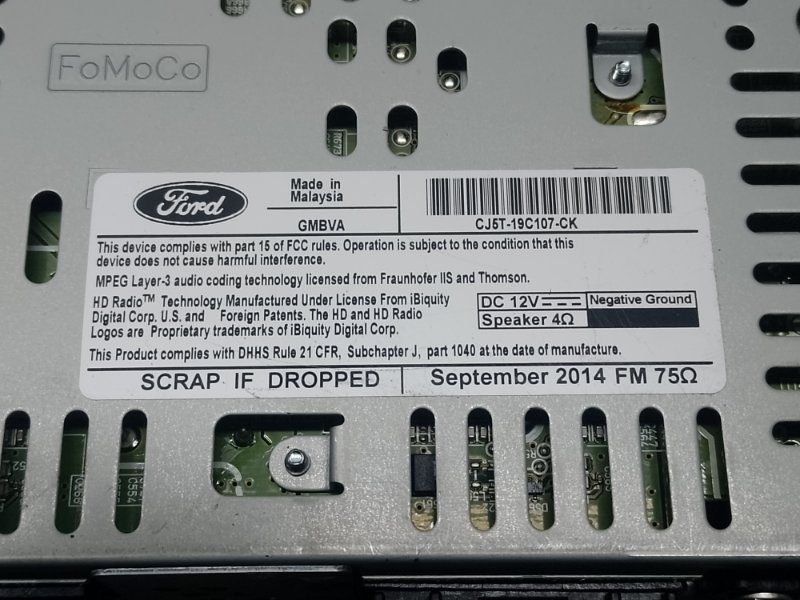 FoMoCo
R673
Ford
Made in
Malaysia
GMBVA
CJ5T-19C107-CK
This device complies with part 15 of FCC rules. Operation is subject to the condition that this
device does not cause harmful interference.
MPEG Layer-3 audio coding technology licensed from Fraunhofer IIS and Thomson.
HD Radio™ Technology Manufactured Under License From iBiquity
Digital Corp. U.S. and Foreign Patents. The HD and HD Radio
Logos are Proprietary trademarks of iBiquity Digital Corp.
DC 12V
Negative Ground
Speaker 4Ω
This Product complies with DHHS Rule 21 CFR, Subchapter J, part 1040 at the date of manufacture.
SCRAP IF DROPPED
September 2014 FM 75Ω
C554